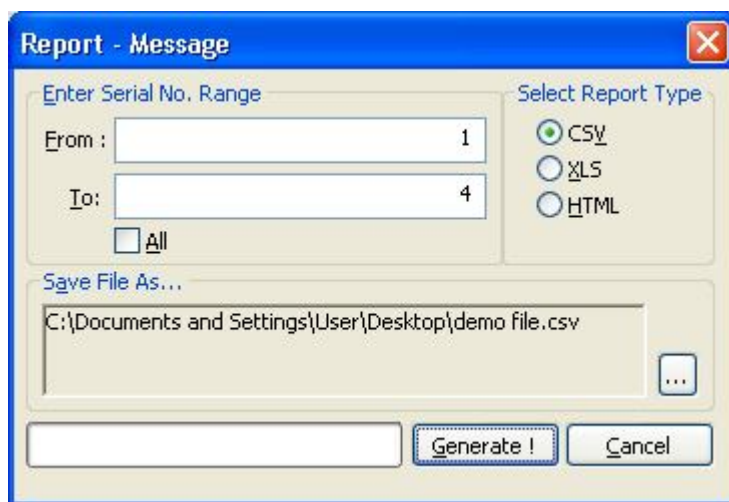 Report - Message
Enter Serial No. Range
From : 1
To: 4
All
Select Report Type
CSV
XLS
HTML
Save File As...
C:\Documents and Settings\User\Desktop\demo file.csv
...
Generate ! Cancel